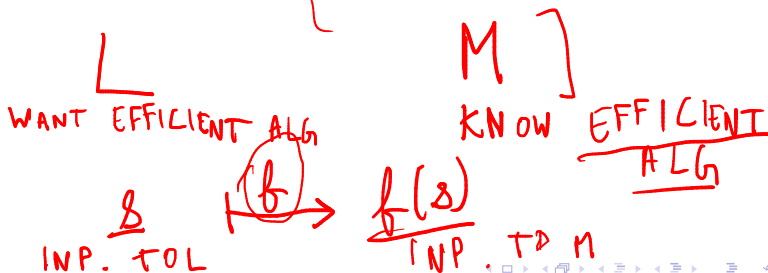 L M
WANT EFFICIENT ALG KNOW EFFICIENT ALG
s f f(s)
INP. TO L INP. TO M